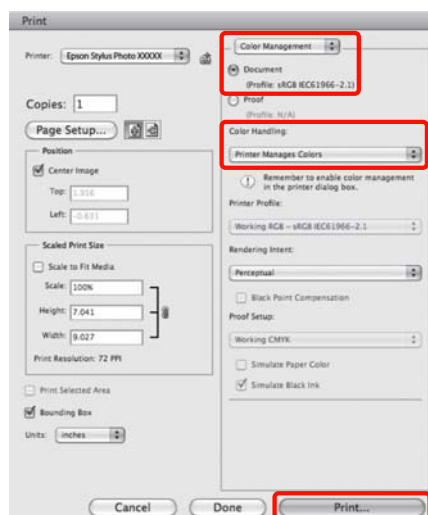 Print
Printer: Epson Stylus Photo XXXXX
Copies: 1
Page Setup...
Position
Center Image
Top: 1.556
Left: -0.631
Scaled Print Size
Scale to Fit Media
Scale: 100%
Height: 7.041
Width: 9.027
Print Resolution: 72 PPI
Print Selected Area
Bounding Box
Units: inches
Color Management
Document
(Profile: sRGB IEC61966-2.1)
Proof
(Profile: N/A)
Color Handling:
Printer Manages Colors
Remember to enable color management
in the printer dialog box.
Printer Profile:
Working RGB - sRGB IEC61966-2.1
Rendering Intent:
Perceptual
Black Point Compensation
Proof Setup:
Working CMYK
Simulate Paper Color
Simulate Black Ink
Cancel
Done
Print...